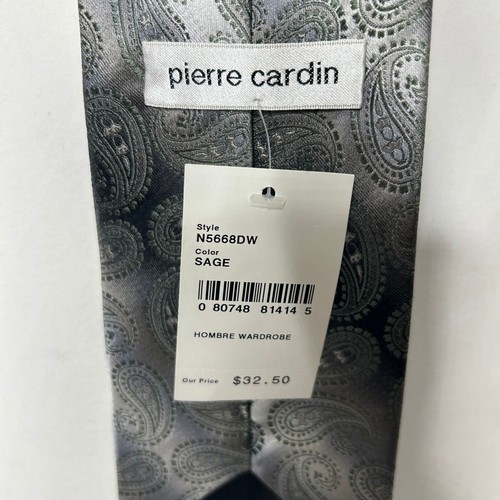 pierre cardin
Style
N5668DW
Color
SAGE
0 80748 81414 5
HOMBRE WARDROBE
Our Price $32.50